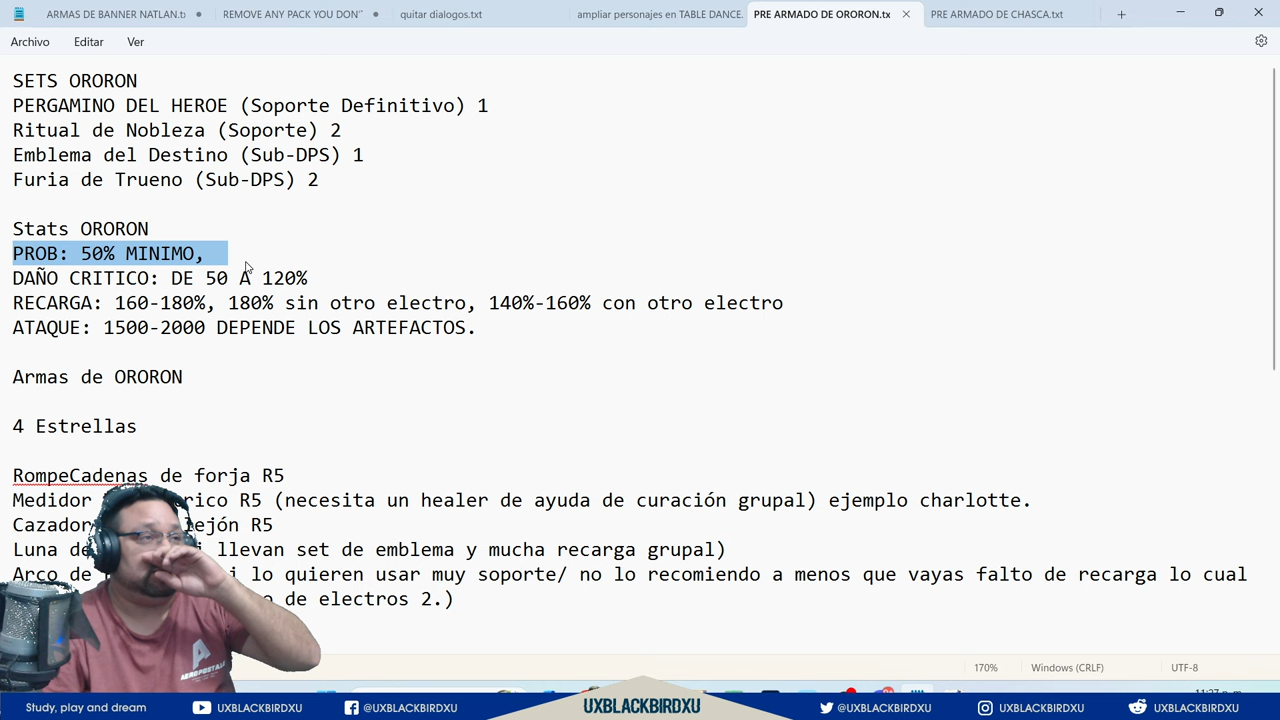 ARMAS DE BANNER NATLAN.t
REMOVE ANY PACK YOU DON'
quitar dialogos.txt
ampliar personajes en TABLE DANCE.
PRE ARMADO DE ORORON.tx
PRE ARMADO DE CHASCA.txt
Archivo Editar Ver
SETS ORORON
PERGAMINO DEL HEROE (Soporte Definitivo) 1
Ritual de Nobleza (Soporte) 2
Emblema del Destino (Sub-DPS) 1
Furia de Trueno (Sub-DPS) 2
Stats ORORON
PROB: 50% MINIMO,
DAÑO CRITICO: DE 50 A 120%
RECARGA: 160-180%, 180% sin otro electro, 140%-160% con otro electro
ATAQUE: 1500-2000 DEPENDE LOS ARTEFACTOS.
Armas de ORORON
4 Estrellas
RompeCadenas de forja R5
Medidor rico R5 (necesita un healer de ayuda de curación grupal) ejemplo charlotte.
Cazador ejón R5
Luna de i llevan set de emblema y mucha recarga grupal)
Arco de i lo quieren usar muy soporte/ no lo recomiendo a menos que vayas falto de recarga lo cual
o de electros 2.)
170% Windows (CRLF) UTF-8
Study, play and dream UXBLACKBIRDXU @UXBLACKBIRDXU UXBLACKBIRDXU @UXBLACKBIRDXU UXBLACKBIRDXU UXBLACKBIRDXU
AEROPOSTALE